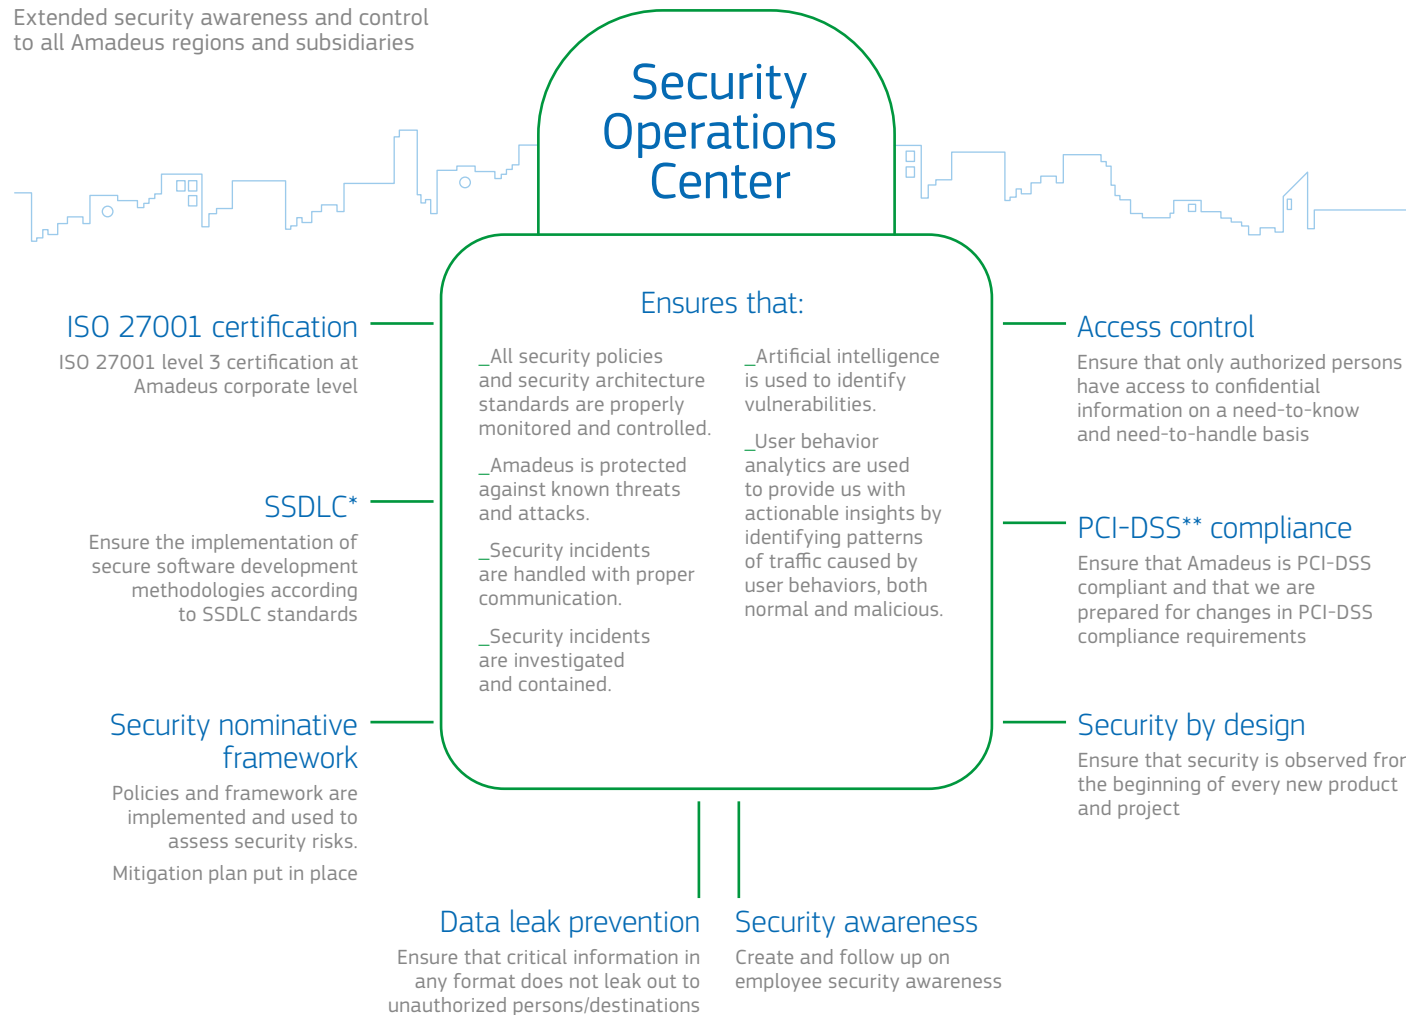 Extended security awareness and control
to all Amadeus regions and subsidiaries
Security
Operations
Center
Ensures that:
_All security policies
and security architecture
standards are properly
monitored and controlled.
_Amadeus is protected
against known threats
and attacks.
_Security incidents
are handled with proper
communication.
_Security incidents
are investigated
and contained.
_Artificial intelligence
is used to identify
vulnerabilities.
_User behavior
analytics are used
to provide us with
actionable insights by
identifying patterns
of traffic caused by
user behaviors, both
normal and malicious.
ISO 27001 certification
ISO 27001 level 3 certification at
Amadeus corporate level
SSDLC*
Ensure the implementation of
secure software development
methodologies according
to SSDLC standards
Security nominative
framework
Policies and framework are
implemented and used to
assess security risks.
Mitigation plan put in place
Data leak prevention
Ensure that critical information in
any format does not leak out to
unauthorized persons/destinations
Security awareness
Create and follow up on
employee security awareness
Access control
Ensure that only authorized persons
have access to confidential
information on a need-to-know
and need-to-handle basis
PCI-DSS** compliance
Ensure that Amadeus is PCI-DSS
compliant and that we are
prepared for changes in PCI-DSS
compliance requirements
Security by design
Ensure that security is observed from
the beginning of every new product
and project